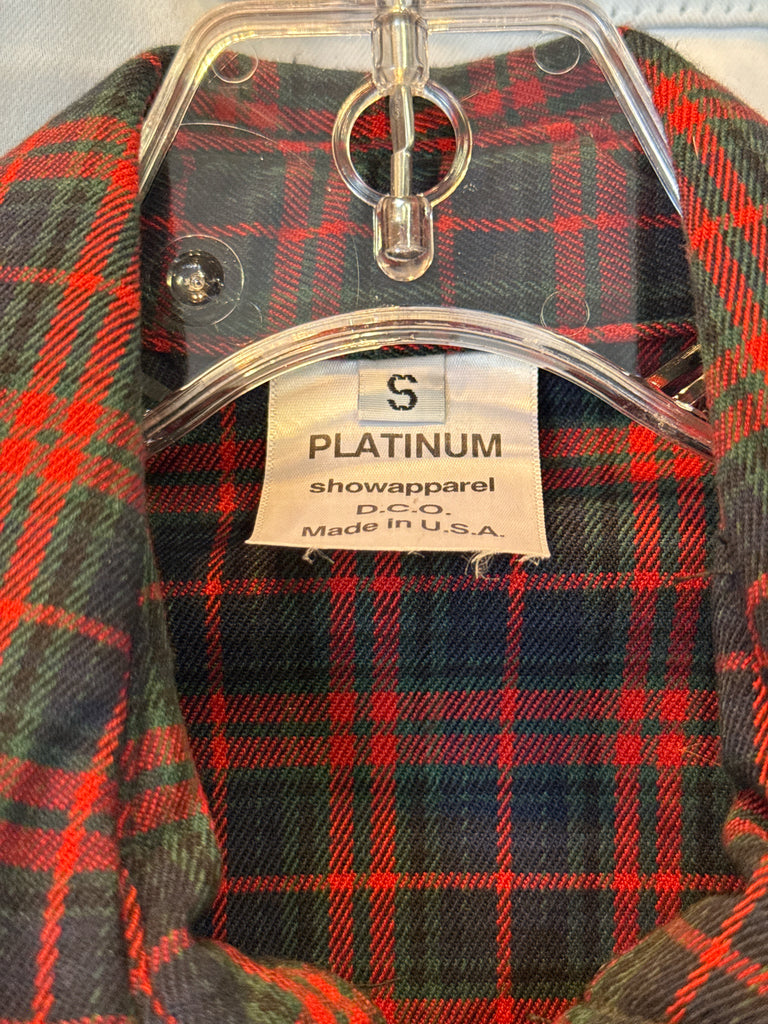 S
PLATINUM
showapparel
D.C.O.
Made in U.S.A.